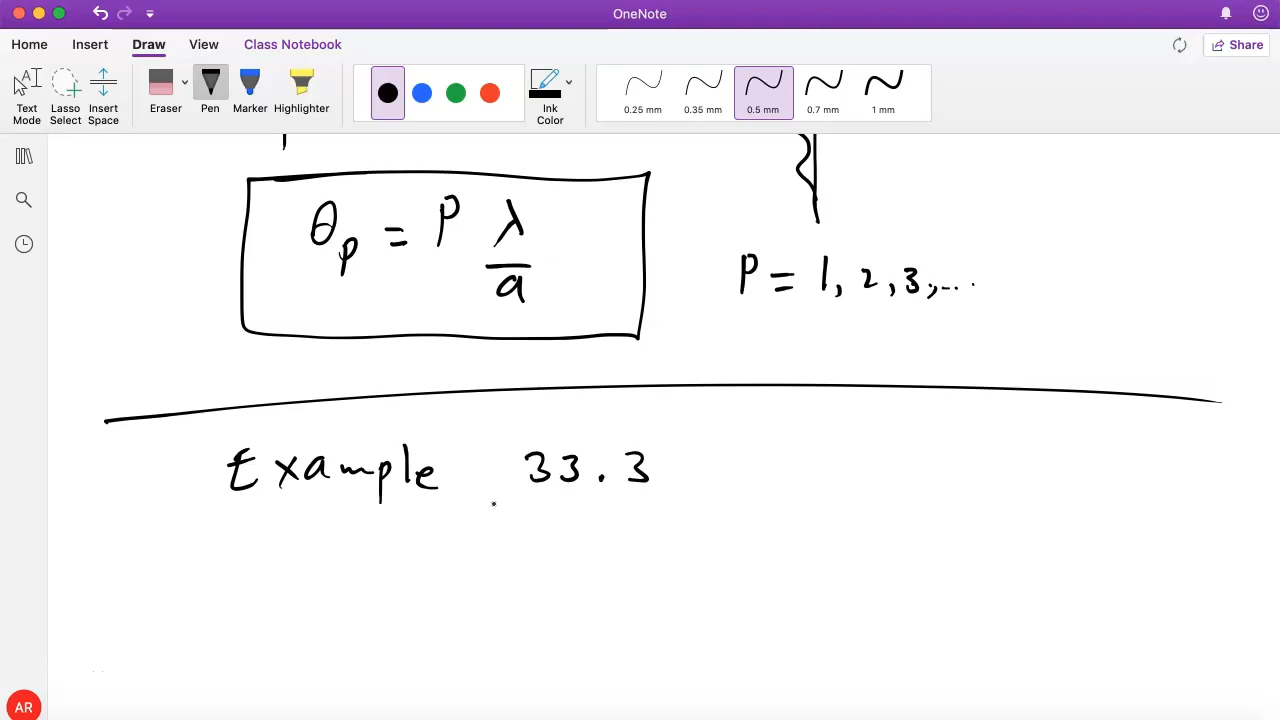 OneNote
Home Insert Draw View Class Notebook Share
Text Mode
Lasso Select
Insert Space
Eraser
Pen
Marker
Highlighter
Ink Color
0.25 mm 0.35 mm 0.5 mm 0.7 mm 1 mm
θ_p = p λ/a
p = 1, 2, 3, ...
Example 33.3
AR